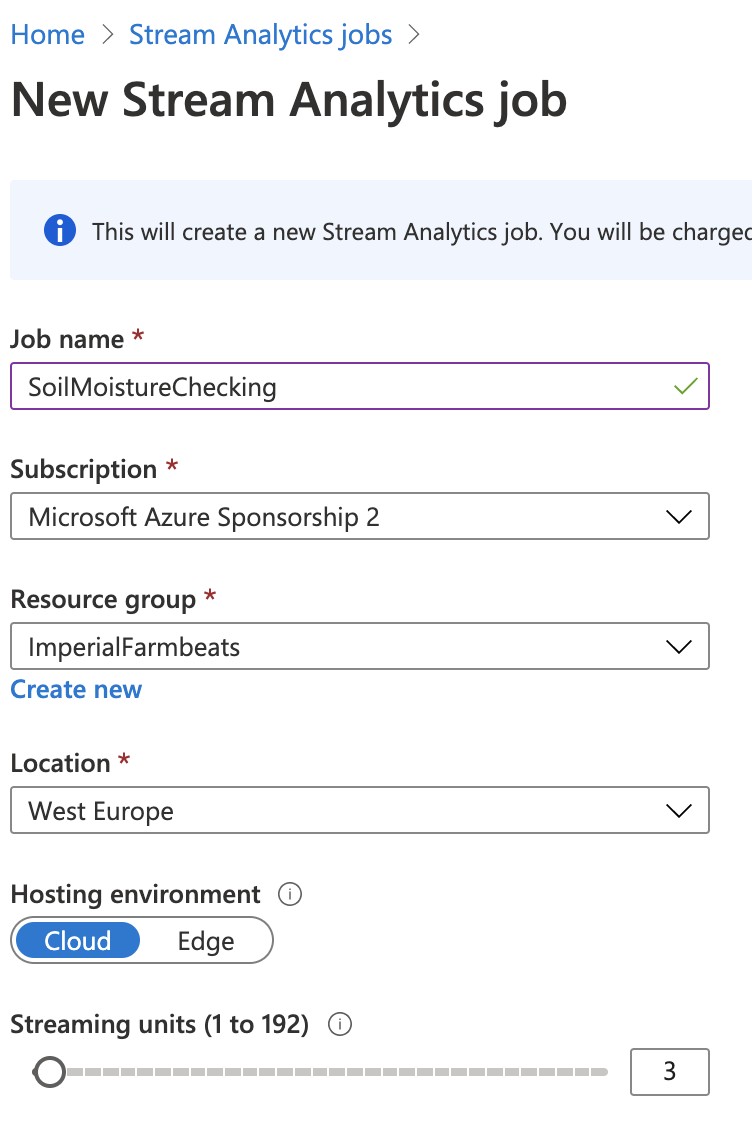 Home > Stream Analytics jobs >
New Stream Analytics job
This will create a new Stream Analytics job. You will be charged
Job name *
SoilMoistureChecking
Subscription *
Microsoft Azure Sponsorship 2
Resource group *
ImperialFarmbeats
Create new
Location *
West Europe
Hosting environment
Cloud Edge
Streaming units (1 to 192)
3